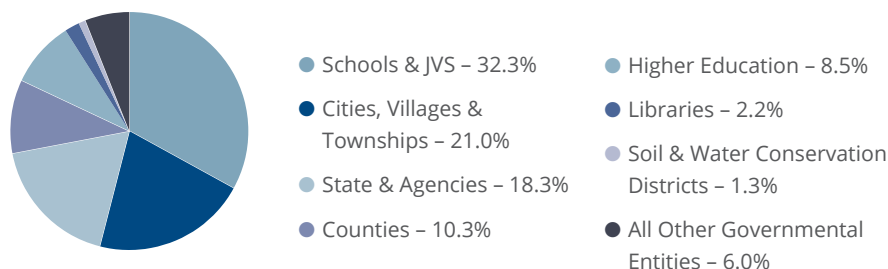 Schools & JVS – 32.3%
Cities, Villages &
Townships – 21.0%
State & Agencies – 18.3%
Counties – 10.3%
Higher Education – 8.5%
Libraries – 2.2%
Soil & Water Conservation
Districts – 1.3%
All Other Governmental
Entities – 6.0%